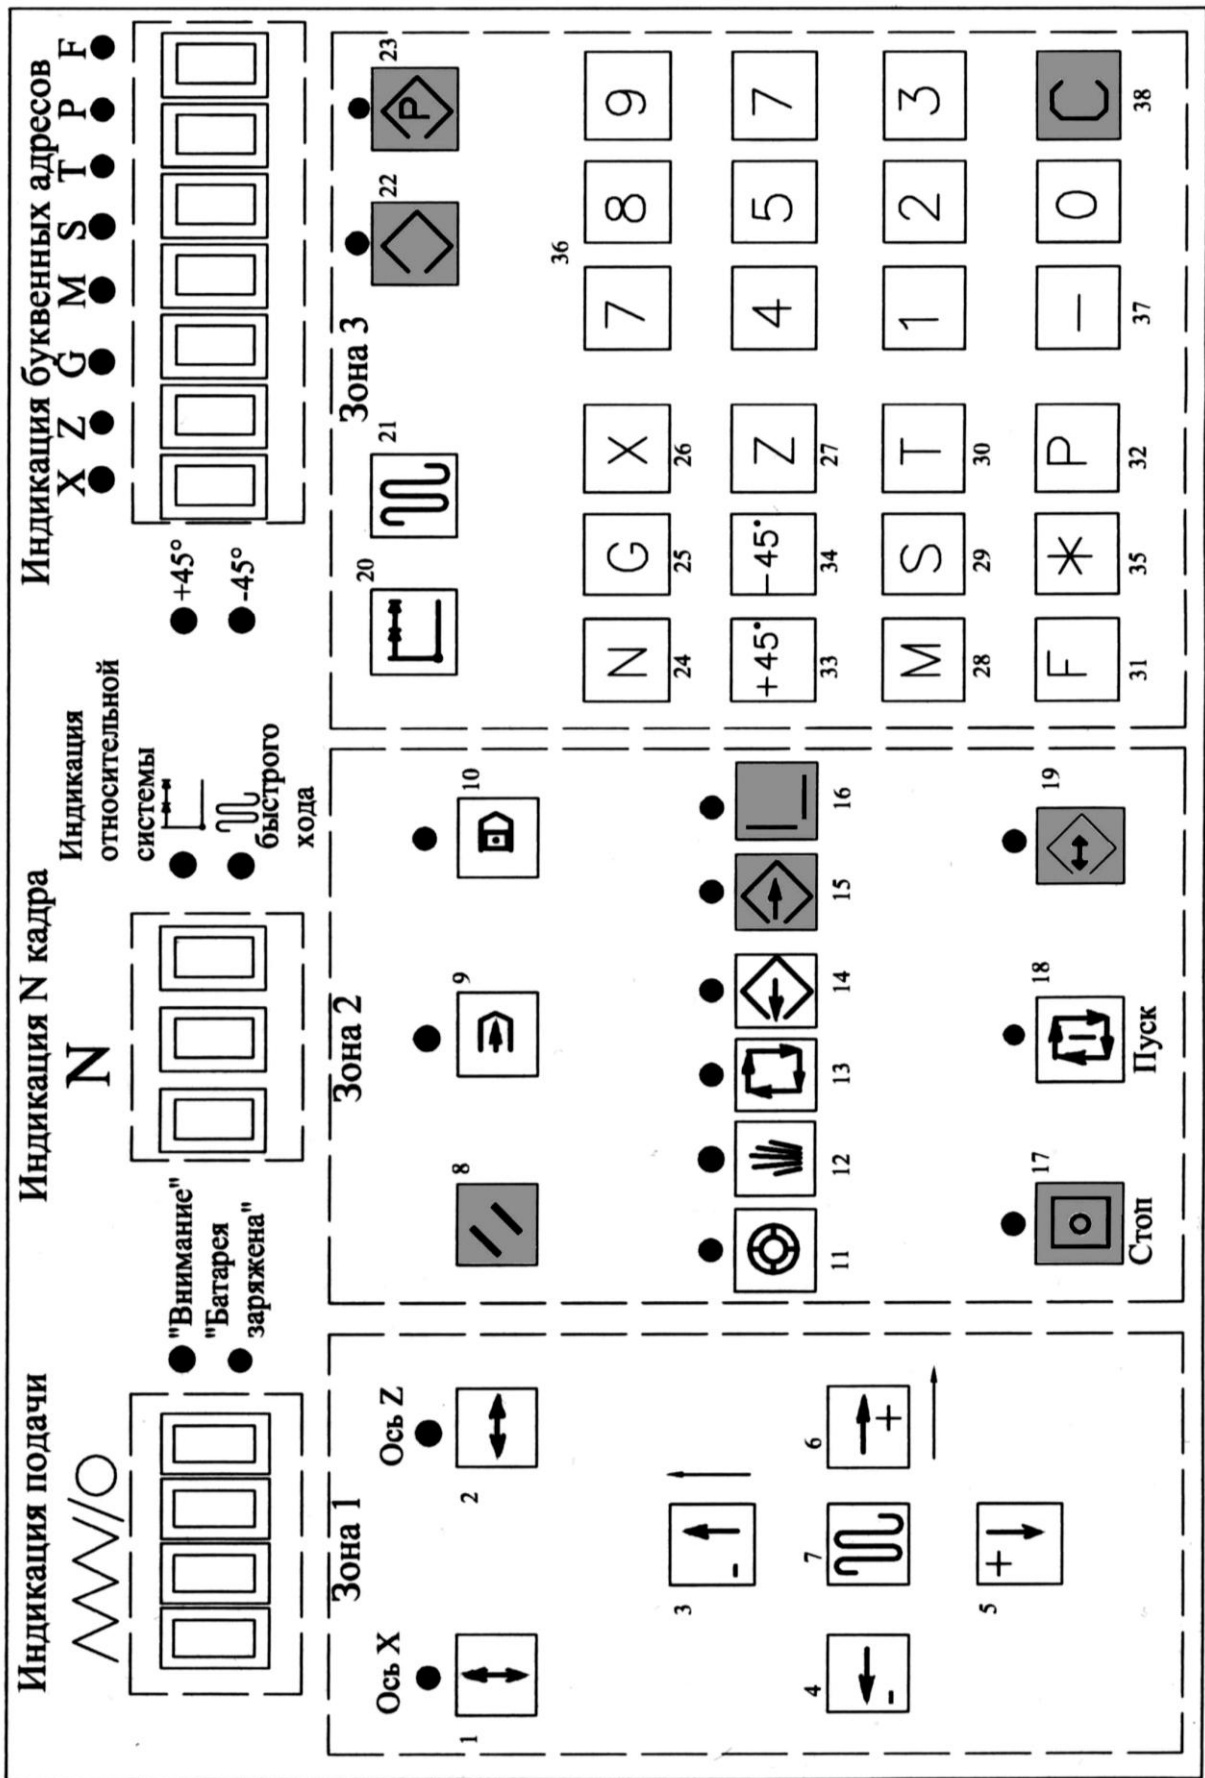 Индикация подачи
Индикация N кадра
Индикация буквенных адресов
"Внимание"
"Батарея
заряжена"
N
Индикация
относительной
системы
быстрого
хода
+45°
-45°
X Z G M S T P F
Зона 1
Ось X
Ось Z
1
2
3
-
4
-
7
6
+
5
+
Зона 2
8
9
10
11 12 13 14 15 16
17
18
19
Стоп
Пуск
Зона 3
20
21
22
23
P
36
N G X 7 8 9
24 25 26
+45° -45° Z 4 5 7
33 34 27
M S T 1 2 3
28 29 30
F * P - 0 C
31 35 32 37 38